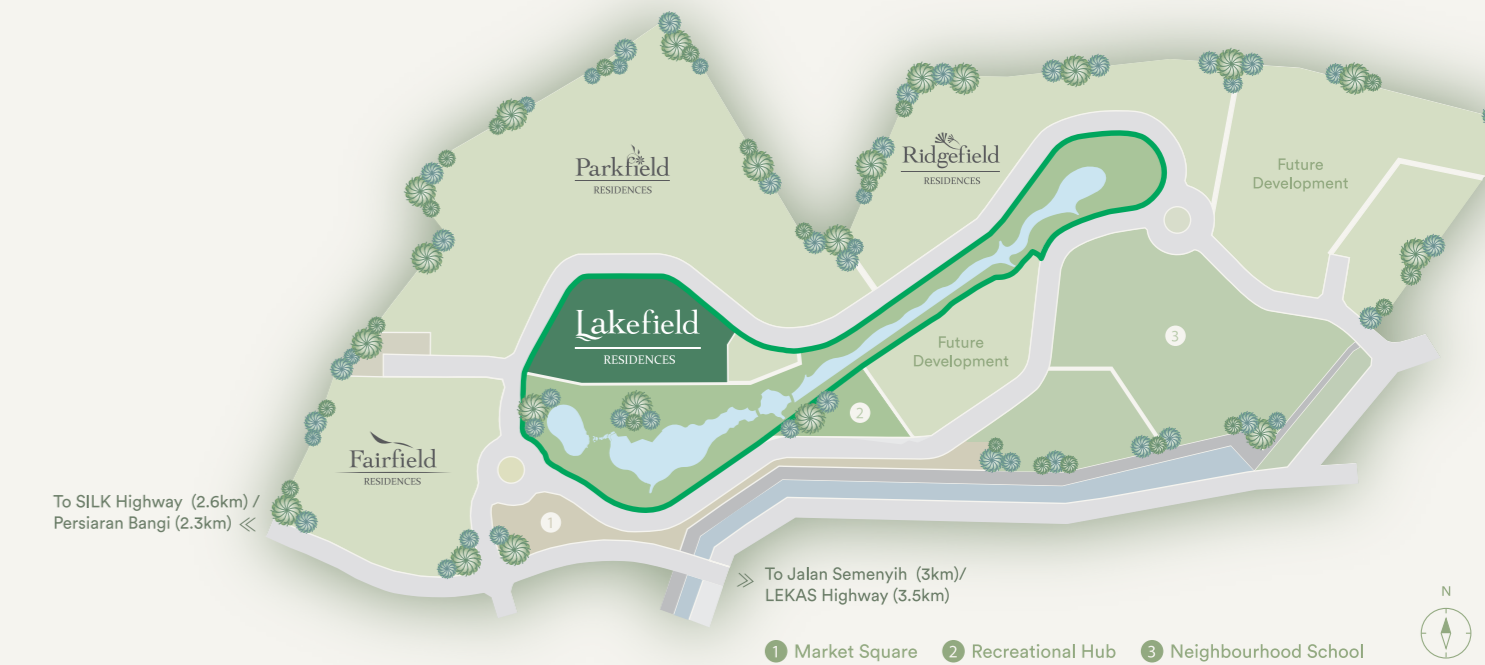 Parkfield
RESIDENCES
Ridgefield
RESIDENCES
Future
Development
Lakefield
RESIDENCES
Future
Development
3
2
Fairfield
RESIDENCES
To SILK Highway (2.6km) /
Persiaran Bangi (2.3km) <<
1
>> To Jalan Semenyih (3km)/
LEKAS Highway (3.5km)
N
1 Market Square 2 Recreational Hub 3 Neighbourhood School